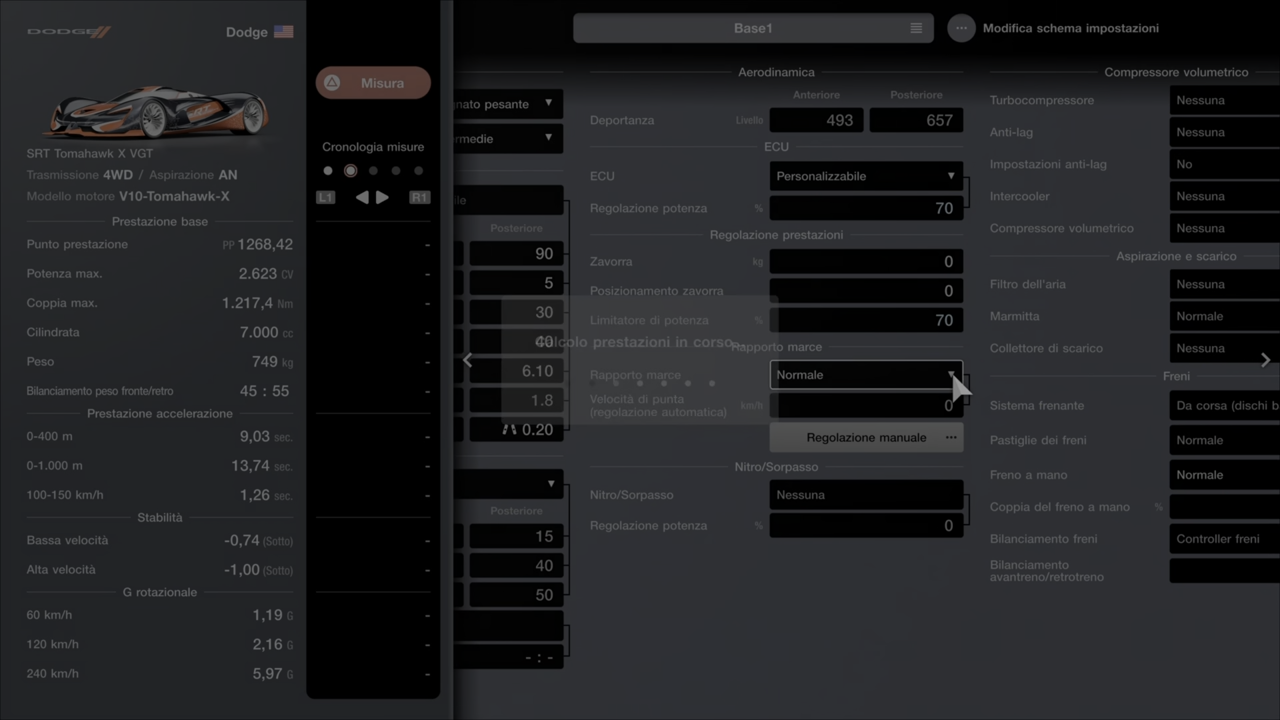 DODGE
Dodge
SRT Tomahawk X VGT
Trasmissione 4WD / Aspirazione AN
Modello motore V10-Tomahawk-X
Prestazione base
Punto prestazione PP 1268,42
Potenza max. 2.623 CV
Coppia max. 1.217,4 Nm
Cilindrata 7.000 cc
Peso 749 kg
Bilanciamento peso fronte/retro 45 : 55
Prestazione accelerazione
0-400 m 9,03 sec.
0-1.000 m 13,74 sec.
100-150 km/h 1,26 sec.
Stabilità
Bassa velocità -0,74 (Sotto)
Alta velocità -1,00 (Sotto)
G rotazionale
60 km/h 1,19 G
120 km/h 2,16 G
240 km/h 5,97 G
Misura
Cronologia misure
L1 R1
-
-
-
-
-
-
-
-
-
-
-
-
-
-
Base1
Modifica schema impostazioni
nato pesante
rmedie
ile
Posteriore
90
5
30
40
6.10
1.8
0.20
Posteriore
15
40
50
- : -
Calcolo prestazioni in corso
Aerodinamica
Anteriore Posteriore
Deportanza Livello 493 657
ECU
ECU Personalizzabile
Regolazione potenza % 70
Regolazione prestazioni
Zavorra kg 0
Posizionamento zavorra 0
Limitatore di potenza % 70
Rapporto marce
Rapporto marce Normale
Velocità di punta
(regolazione automatica) km/h 0
Regolazione manuale
Nitro/Sorpasso
Nitro/Sorpasso Nessuna
Regolazione potenza % 0
Compressore volumetrico
Turbocompressore Nessuna
Anti-lag Nessuna
Impostazioni anti-lag No
Intercooler Nessuna
Compressore volumetrico Nessuna
Aspirazione e scarico
Filtro dell'aria Nessuna
Marmitta Normale
Collettore di scarico Nessuna
Freni
Sistema frenante Da corsa (dischi b
Pastiglie dei freni Normale
Freno a mano Normale
Coppia del freno a mano %
Bilanciamento freni Controller freni
Bilanciamento
avantreno/retrotreno